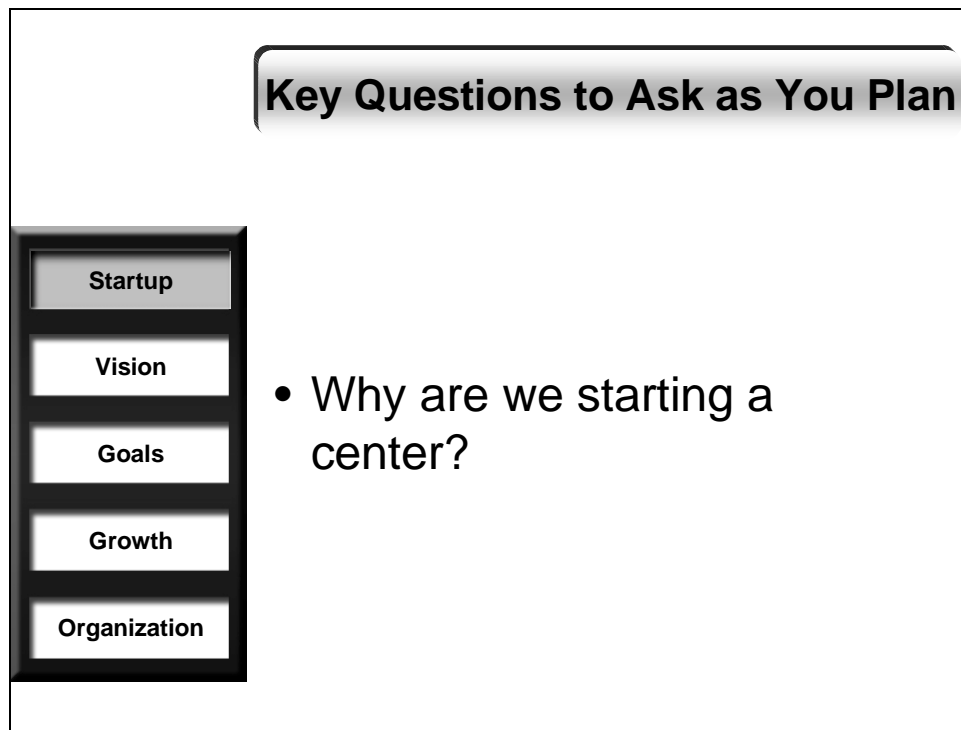 Key Questions to Ask as You Plan
Startup
Vision
Goals
Growth
Organization
• Why are we starting a
center?